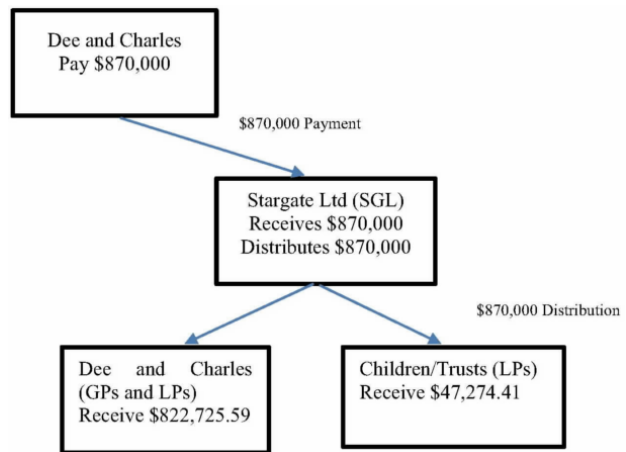 Dee and Charles
Pay $870,000
$870,000 Payment
Stargate Ltd (SGL)
Receives $870,000
Distributes $870,000
$870,000 Distribution
Dee and Charles
(GPs and LPs)
Receive $822,725.59
Children/Trusts (LPs)
Receive $47,274.41